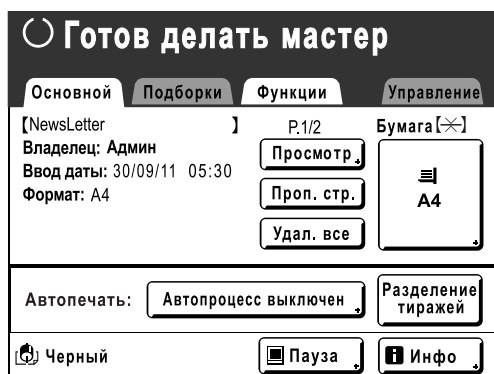 Готов делать мастер
Основной Подборки Функции Управление
【NewsLetter 】 P.1/2 Бумага【】
Владелец: Админ
Просмотр
Ввод даты: 30/09/11 05:30
Формат: A4
Проп. стр.
A4
Удал. все
Автопечать: Автопроцесс выключен
Разделение
тиражей
Черный Пауза Инфо